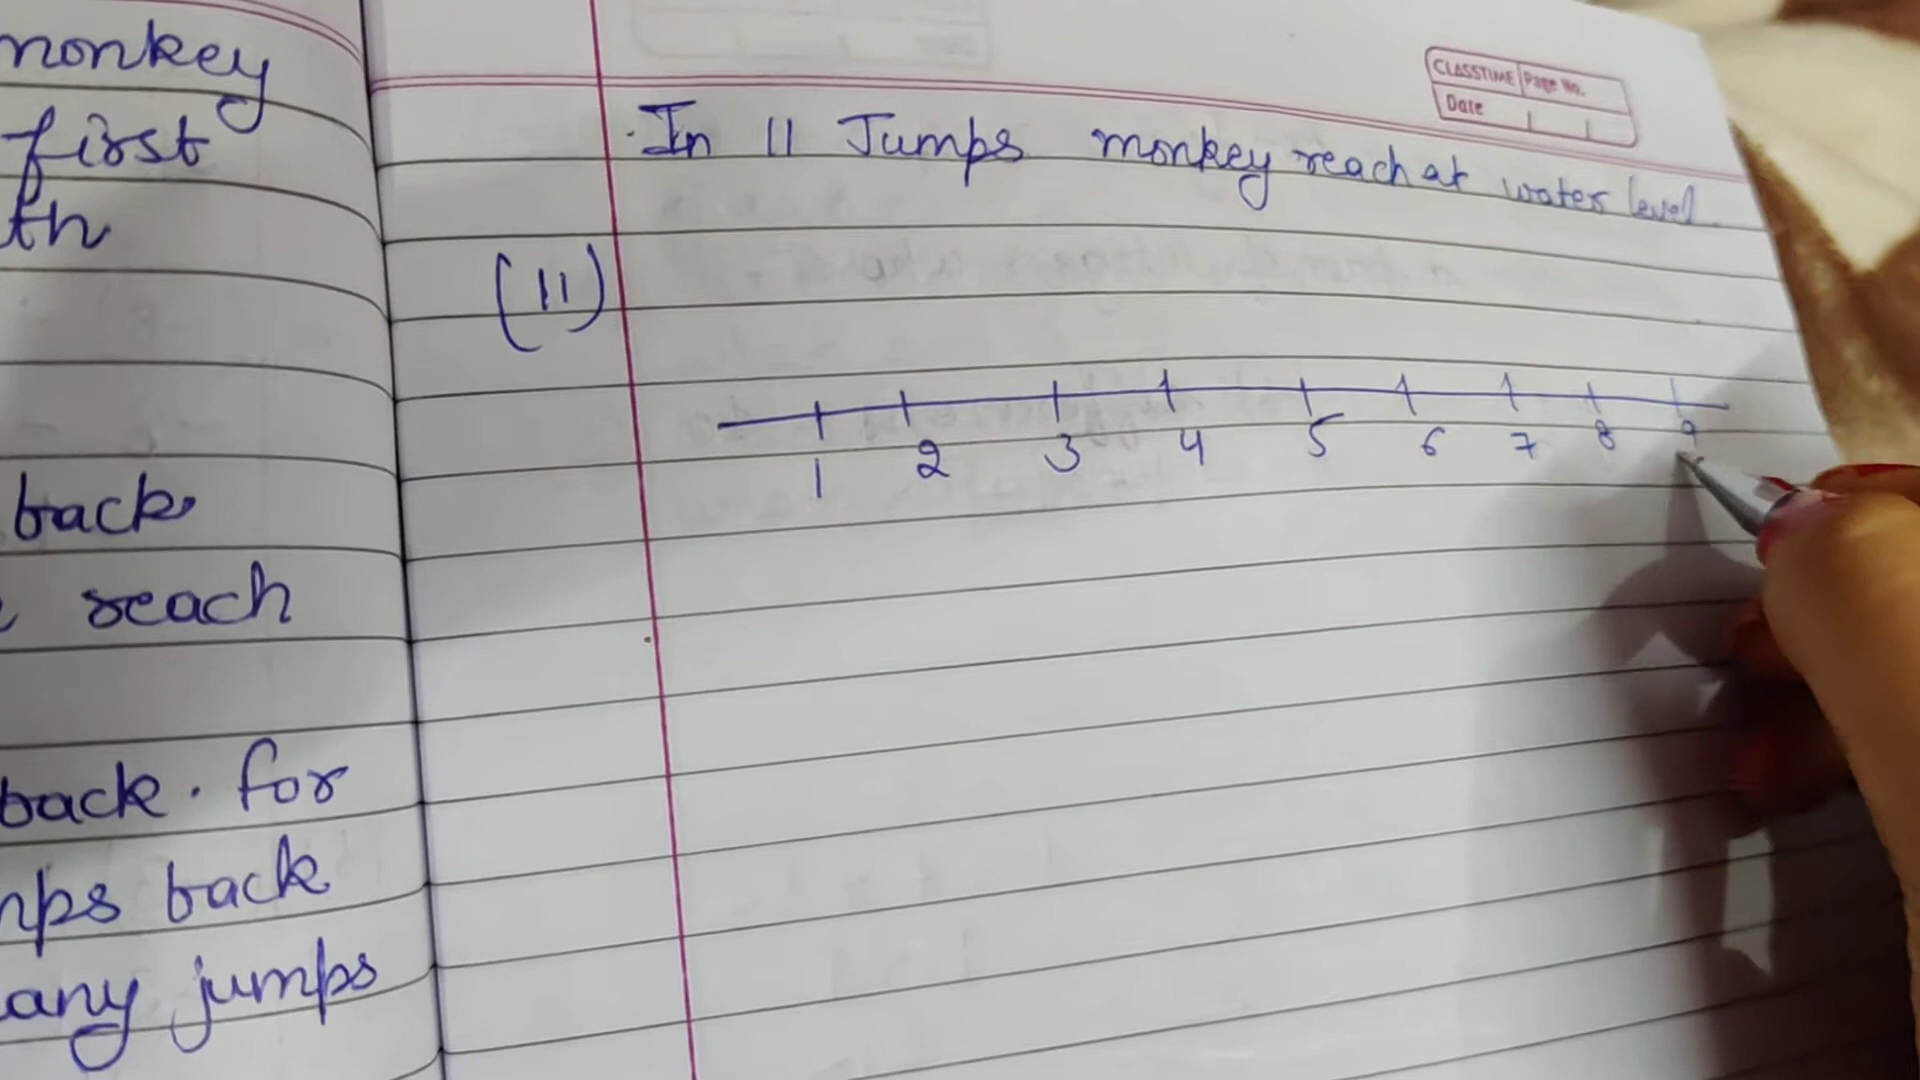 monkey
first
th
back
reach
back. for
mps back
any jumps
CLASSTIME Page No.
Date
In 11 Jumps monkey reach at water level.
(11)
1 2 3 4 5 6 7 8 9